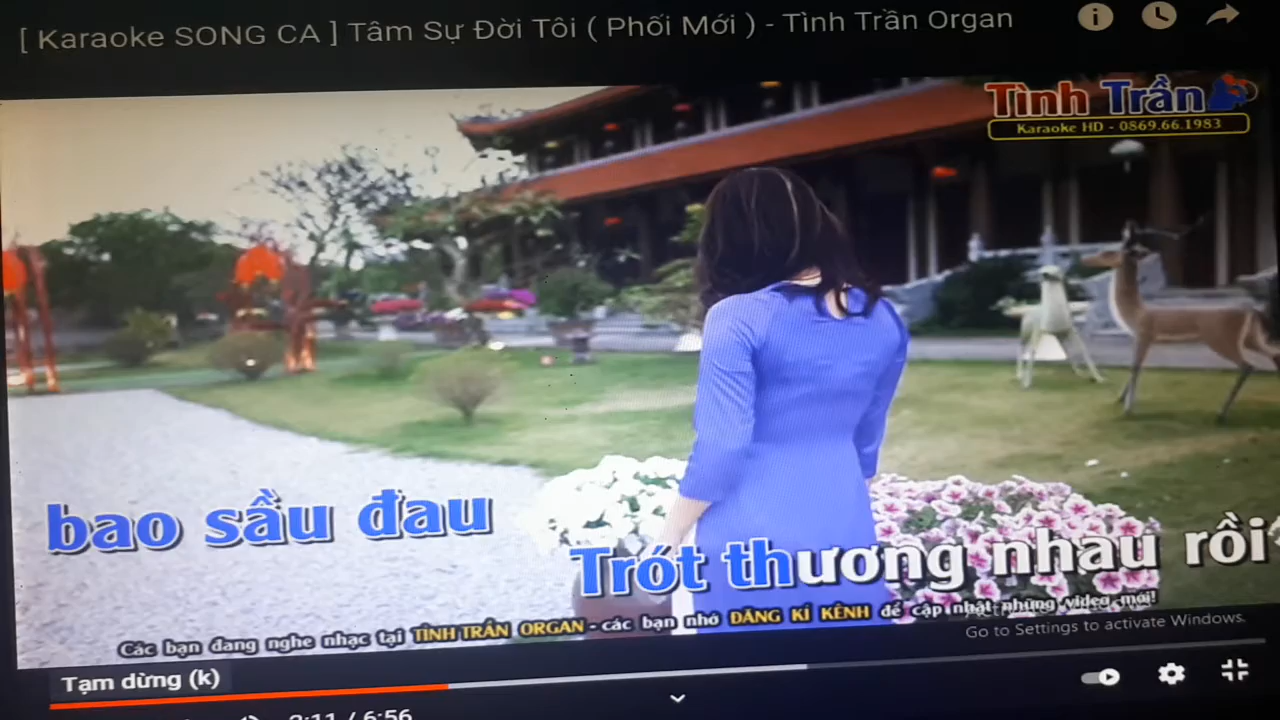 [ Karaoke SONG CA ] Tâm Sự Đời Tôi ( Phối Mới ) - Tình Trần Organ
Tình Trần
Karaoke HD - 0869.66.1983
bao sầu đau
Trót thương nhau rồi
Các bạn đang nghe nhạc tại TÌNH TRẦN ORGAN - các bạn nhớ ĐĂNG KÍ KÊNH để cập nhật những video mới!
Go to Settings to activate Windows.
Tạm dừng (k)
2:11 / 6:56